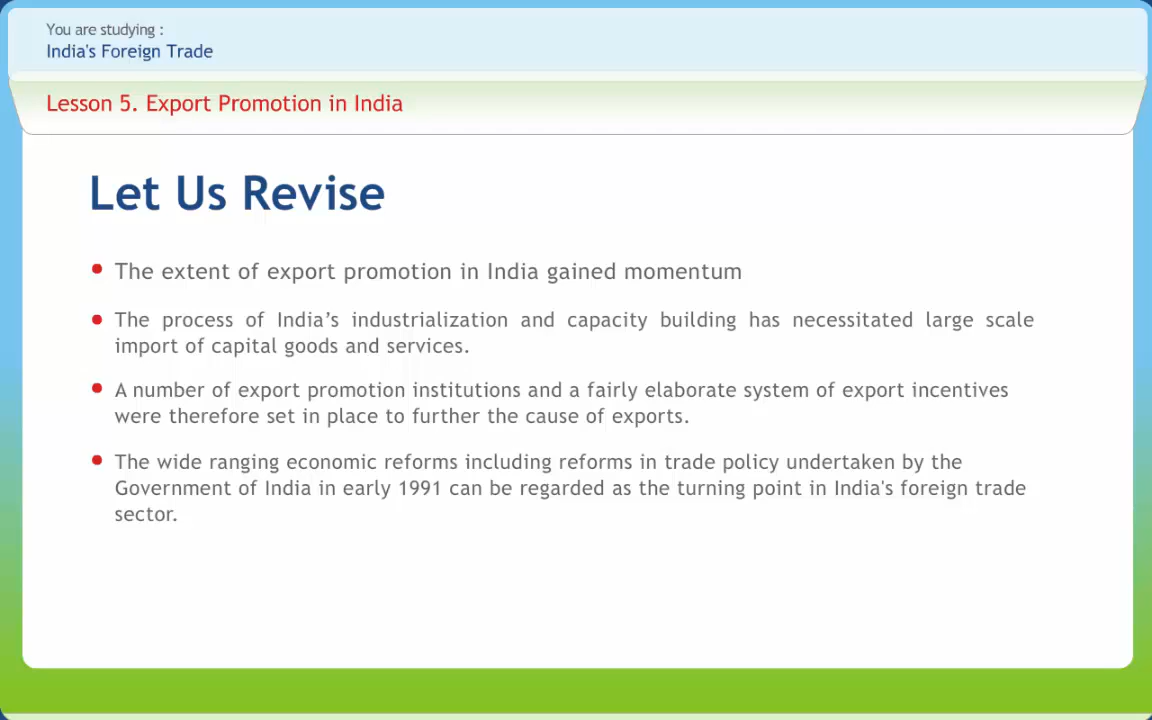 You are studying :
India's Foreign Trade
Lesson 5. Export Promotion in India
Let Us Revise
• The extent of export promotion in India gained momentum
• The process of India’s industrialization and capacity building has necessitated large scale
import of capital goods and services.
• A number of export promotion institutions and a fairly elaborate system of export incentives
were therefore set in place to further the cause of exports.
• The wide ranging economic reforms including reforms in trade policy undertaken by the
Government of India in early 1991 can be regarded as the turning point in India's foreign trade
sector.